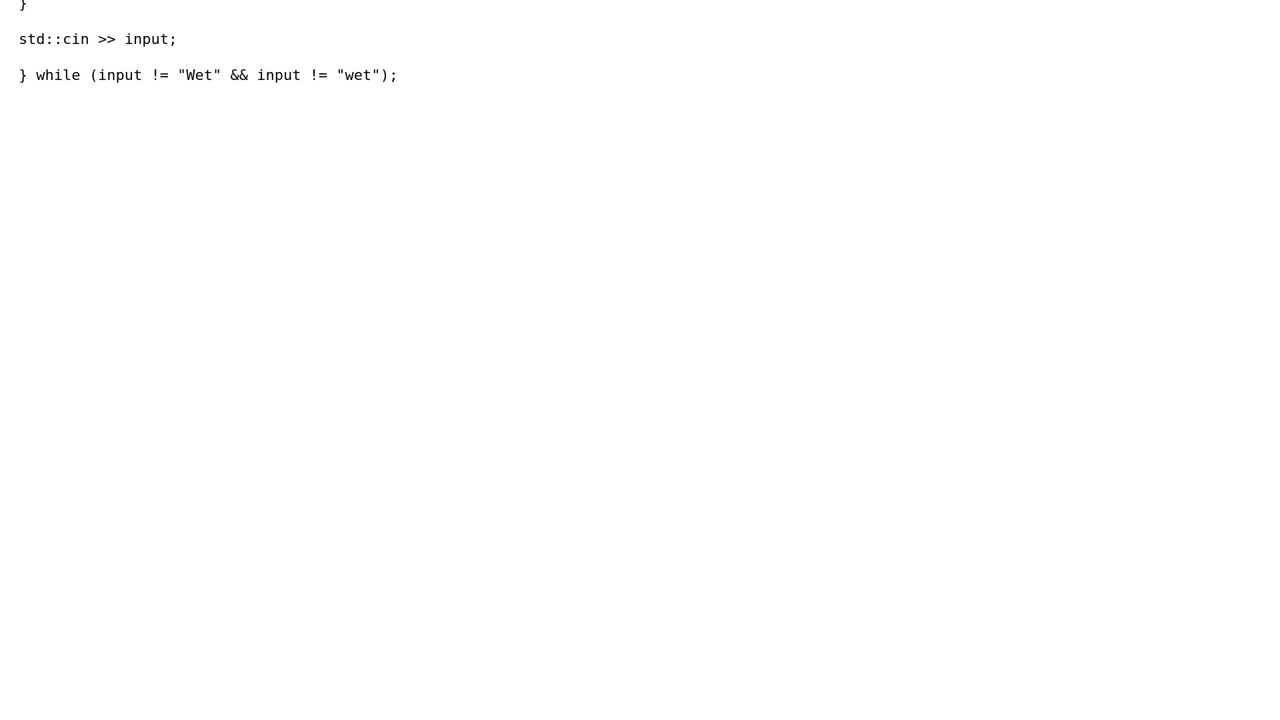 }
std::cin >> input;
} while (input != "Wet" && input != "wet");